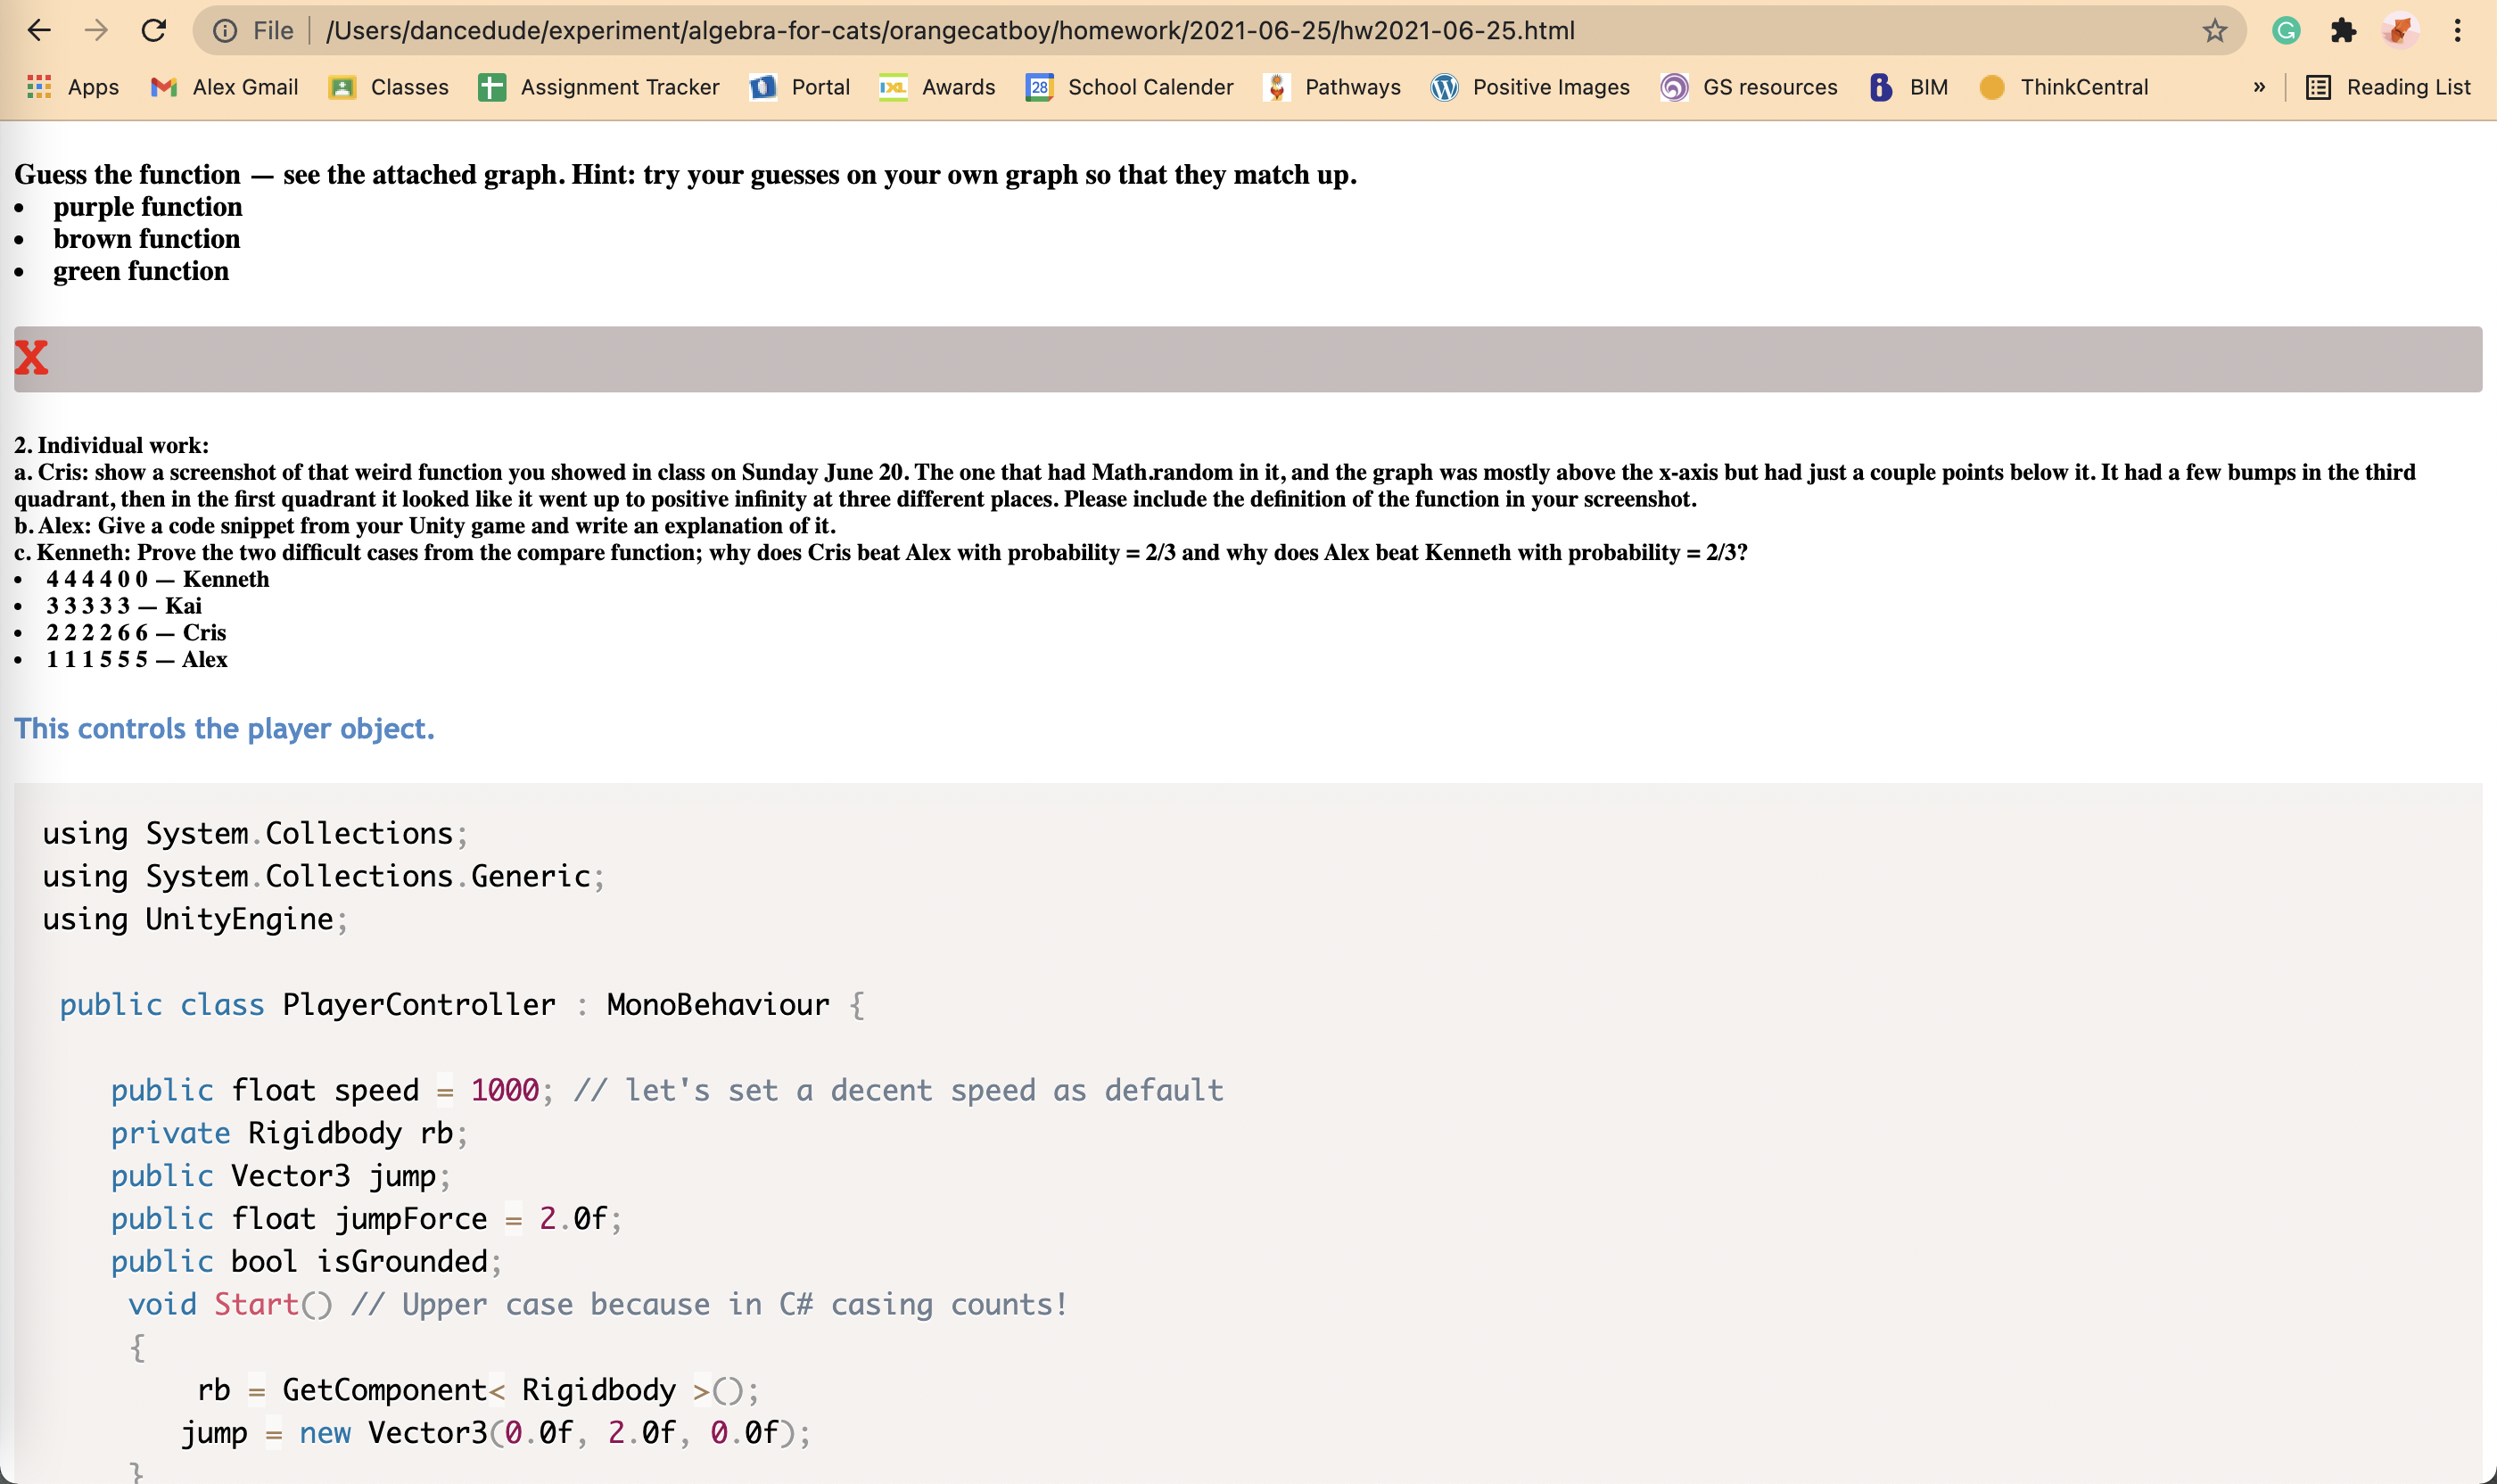 File | /Users/dancedude/experiment/algebra-for-cats/orangecatboy/homework/2021-06-25/hw2021-06-25.html
Apps Alex Gmail Classes Assignment Tracker Portal IXL Awards 28 School Calender Pathways Positive Images GS resources BIM ThinkCentral » Reading List
Guess the function — see the attached graph. Hint: try your guesses on your own graph so that they match up.
• purple function
• brown function
• green function
X
2. Individual work:
a. Cris: show a screenshot of that weird function you showed in class on Sunday June 20. The one that had Math.random in it, and the graph was mostly above the x-axis but had just a couple points below it. It had a few bumps in the third
quadrant, then in the first quadrant it looked like it went up to positive infinity at three different places. Please include the definition of the function in your screenshot.
b. Alex: Give a code snippet from your Unity game and write an explanation of it.
c. Kenneth: Prove the two difficult cases from the compare function; why does Cris beat Alex with probability = 2/3 and why does Alex beat Kenneth with probability = 2/3?
• 4 4 4 4 0 0 — Kenneth
• 3 3 3 3 3 — Kai
• 2 2 2 2 6 6 — Cris
• 1 1 1 5 5 5 — Alex
This controls the player object.
using System.Collections;
using System.Collections.Generic;
using UnityEngine;
public class PlayerController : MonoBehaviour {
public float speed = 1000; // let's set a decent speed as default
private Rigidbody rb;
public Vector3 jump;
public float jumpForce = 2.0f;
public bool isGrounded;
void Start() // Upper case because in C# casing counts!
{
rb = GetComponent< Rigidbody >();
jump = new Vector3(0.0f, 2.0f, 0.0f);
}